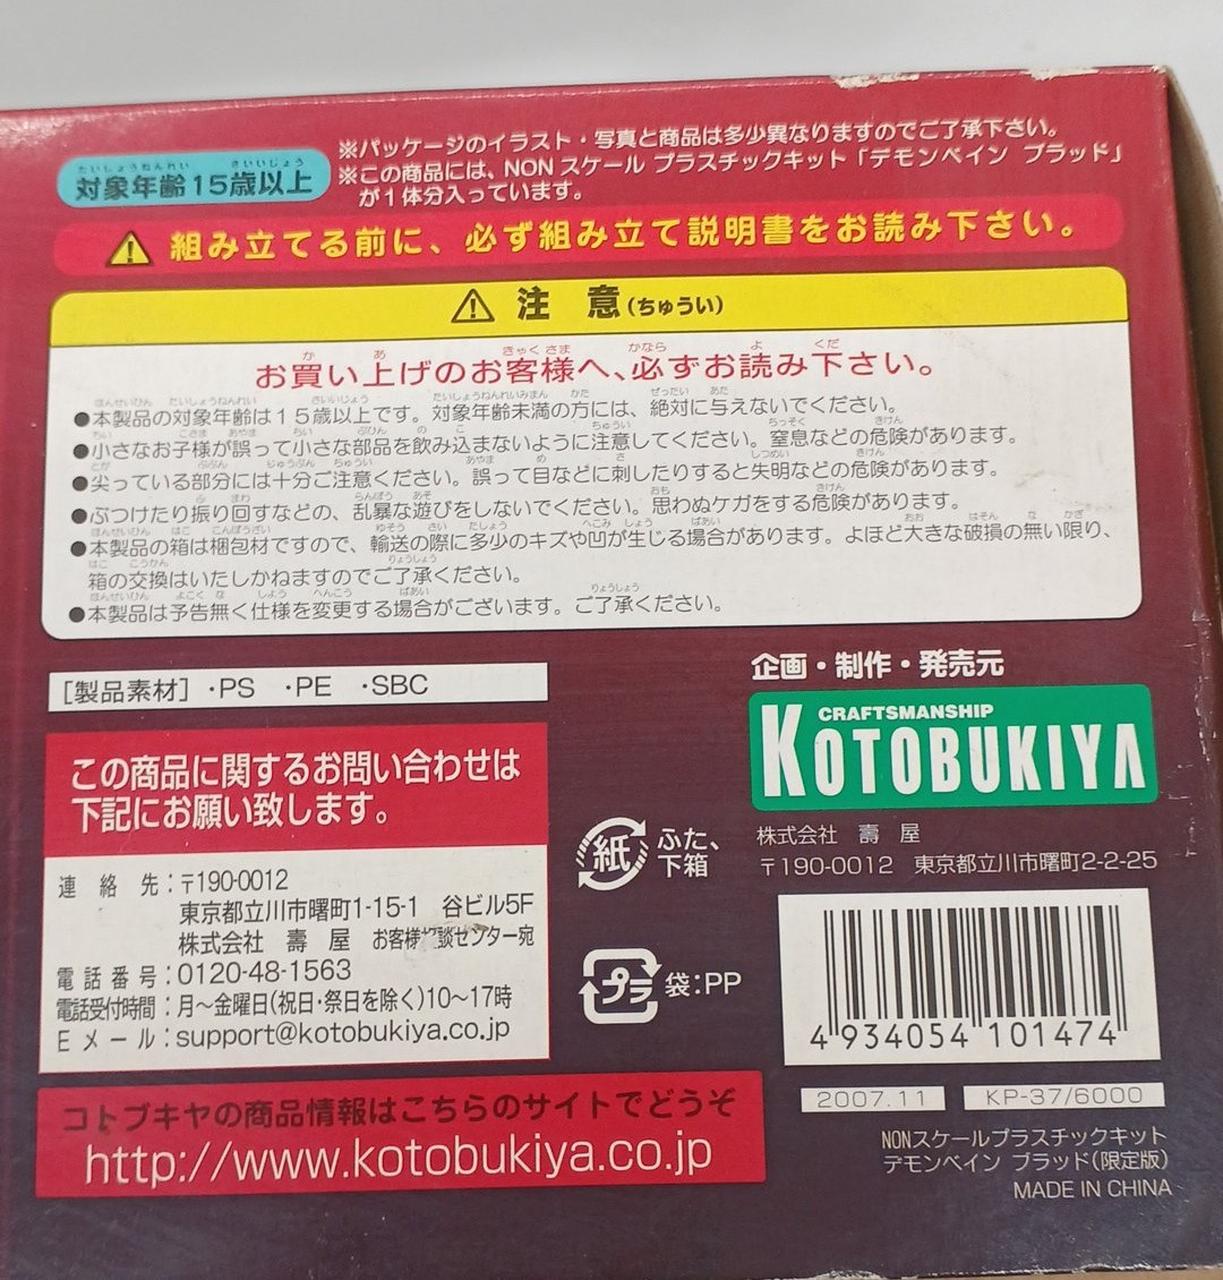 対象年齢15歳以上
たいしょうねんれい さいいじょう
※パッケージのイラスト・写真と商品は多少異なりますのでご了承下さい。
※この商品には、NONスケール プラスチックキット「デモンベイン ブラッド」
が1体分入っています。
組み立てる前に、必ず組み立て説明書をお読み下さい。
注 意(ちゅうい)
お買い上げのお客様へ、必ずお読み下さい。
●本製品の対象年齢は15歳以上です。対象年齢未満の方には、絶対に与えないでください。
●小さなお子様が誤って小さな部品を飲み込まないように注意してください。窒息などの危険があります。
●尖っている部分には十分ご注意ください。誤って目などに刺したりすると失明などの危険があります。
●ぶつけたり振り回すなどの、乱暴な遊びをしないでください。思わぬケガをする危険があります。
●本製品の箱は梱包材ですので、輸送の際に多少のキズや凹が生じる場合があります。よほど大きな破損の無い限り、
箱の交換はいたしかねますのでご了承ください。
●本製品は予告無く仕様を変更する場合がございます。ご了承ください。
[製品素材] ・PS ・PE ・SBC
この商品に関するお問い合わせは
下記にお願い致します。
連 絡 先:〒190-0012
東京都立川市曙町1-15-1 谷ビル5F
株式会社 壽 屋 お客様相談センター宛
電話番号:0120-48-1563
電話受付時間:月〜金曜日(祝日・祭日を除く)10〜17時
Eメール:support@kotobukiya.co.jp
コトブキヤの商品情報はこちらのサイトでどうぞ
http://www.kotobukiya.co.jp
紙 ふた、
下箱
プラ 袋:PP
企画・制作・発売元
CRAFTSMANSHIP
KOTOBUKIYA
株式会社 壽 屋
〒190-0012 東京都立川市曙町2-2-25
4 934054 101474
2007.11 KP-37/6000
NONスケールプラスチックキット
デモンベイン ブラッド(限定版)
MADE IN CHINA